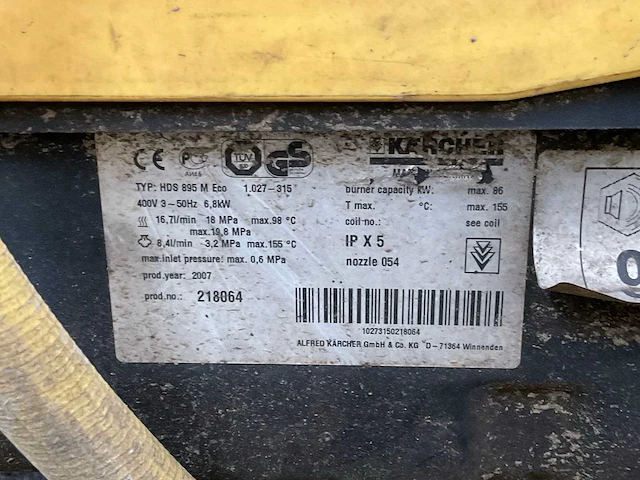 CE PC TÜV GS KÄRCHER
АИ46
TYP: HDS 895 M Eco 1.027-315
400V 3~50Hz 6,8kW
16,7l/min 18 MPa max.98 °C
max.19,8 MPa
8,4l/min -3,2 MPa max.155 °C
max.inlet pressure: max. 0,6 MPa
prod.year: 2007
prod.no.: 218064
burner capacity kW: max. 86
T max. °C: max. 155
coil no.: see coil
IP X 5
nozzle 054
10273150218064
ALFRED KÄRCHER GmbH & Co. KG D-71364 Winnenden